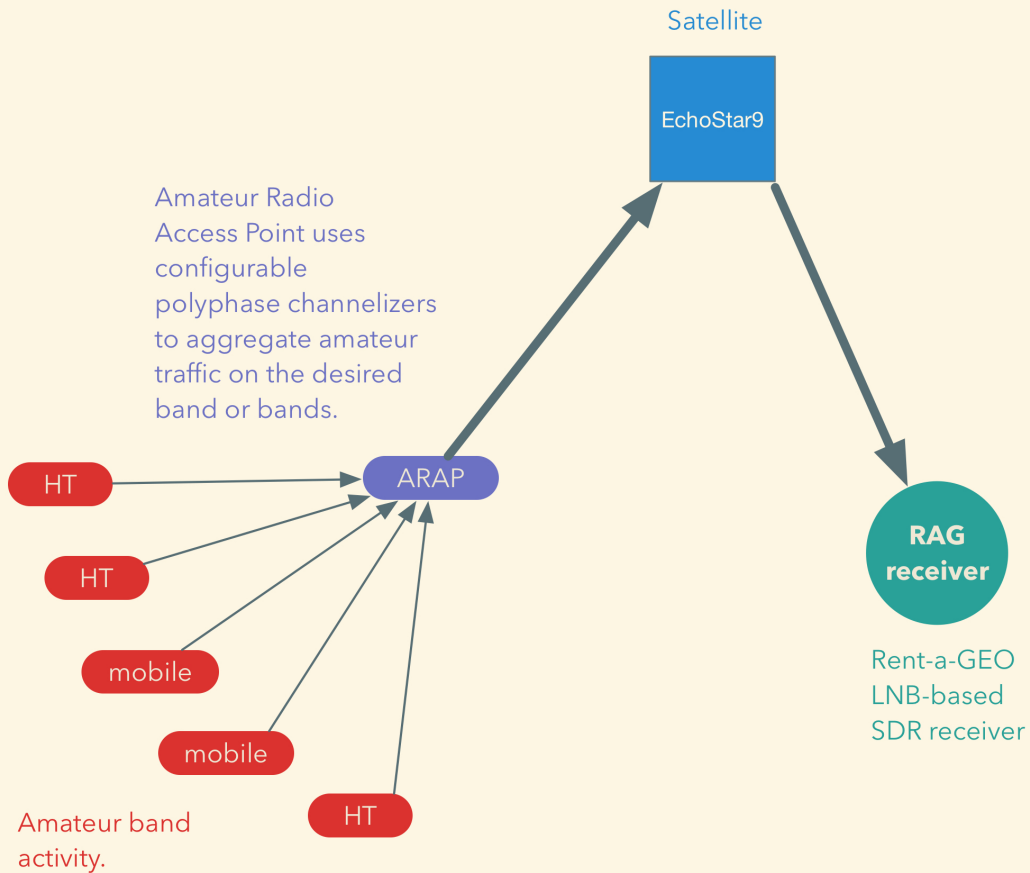 Satellite
EchoStar9
Amateur Radio
Access Point uses
configurable
polyphase channelizers
to aggregate amateur
traffic on the desired
band or bands.
ARAP
HT
HT
mobile
mobile
HT
Amateur band
activity.
RAG
receiver
Rent-a-GEO
LNB-based
SDR receiver